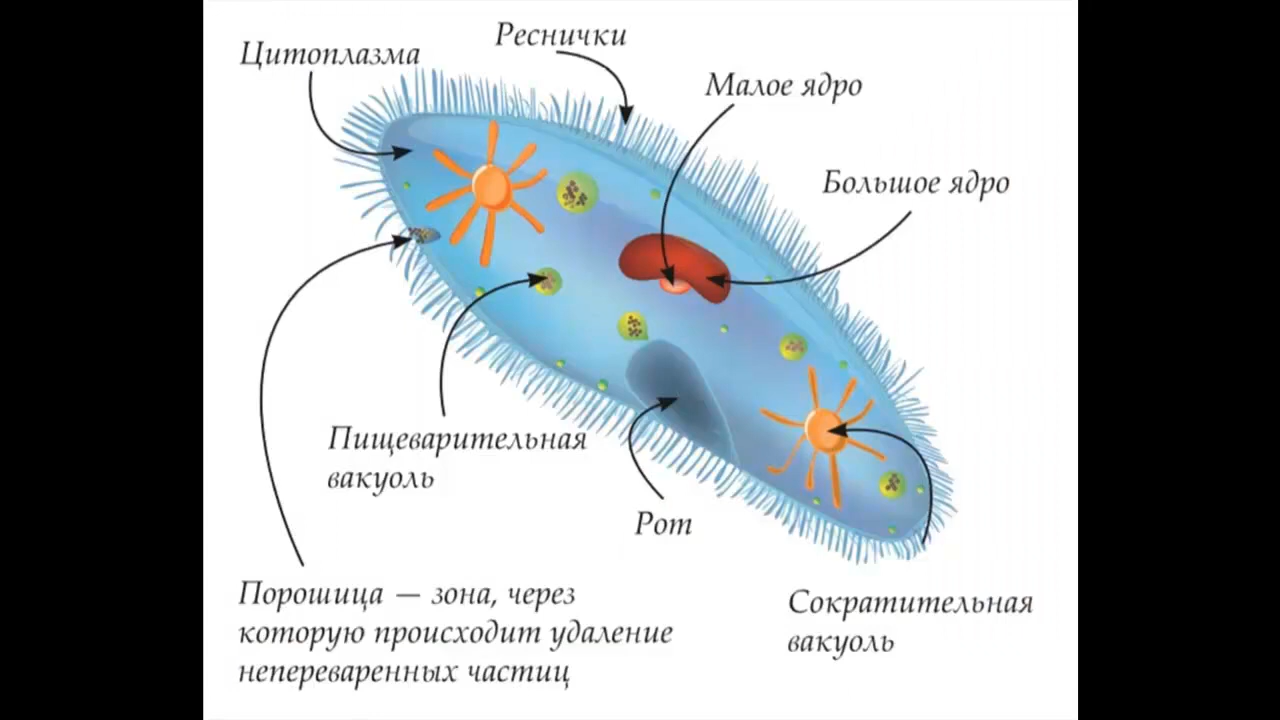 Реснички
Цитоплазма
Малое ядро
Большое ядро
Пищеварительная
вакуоль
Рот
Порошица — зона, через
которую происходит удаление
непереваренных частиц
Сократительная
вакуоль